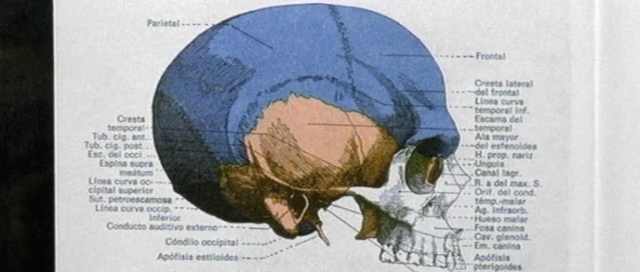 Parietal
Cresta
temporal
Tub. cig. ant.
Tub. cig. post.
Esc. del occi.
Espina supra
meátum
Línea curva oc-
cipital superior
Sut. petroescamosa
Línea curva occip.
inferior
Conducto auditivo externo
Cóndilo occipital
Apófisis estiloides
Frontal
Cresta lateral
del frontal
Línea curva
temporal inf.
Escama del
temporal
Ala mayor
del esfenoides
H. prop. nariz
Unguis
Canal lagr.
R. a del max. S.
Orif. del cond.
témp.-malar
Ag. infraorb.
Hueso malar
Fosa canina
Cav. glenoid.
Em. canina
Apófisis
pterigoides